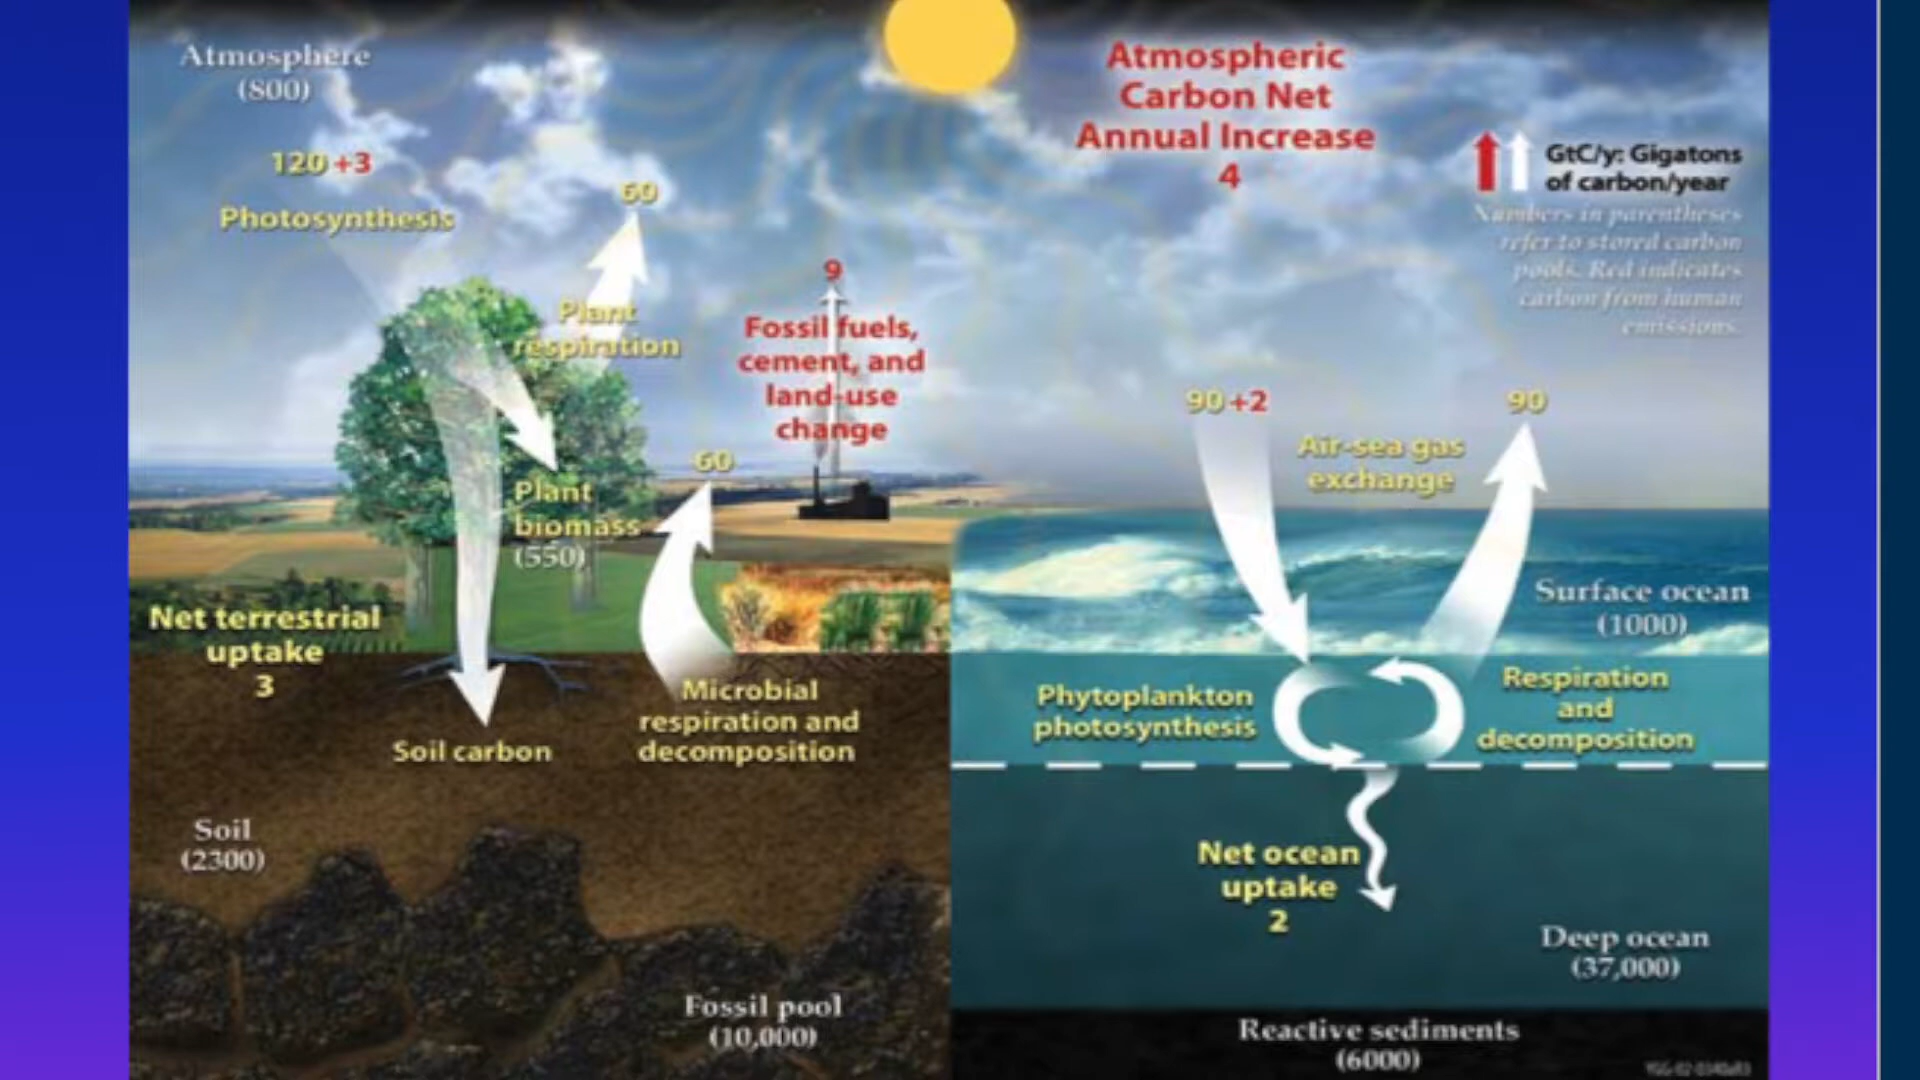 Atmosphere
(800)
120 +3
Photosynthesis
60
Plant
respiration
9
Fossil fuels,
cement, and
land-use
change
60
Plant
biomass
(550)
Net terrestrial
uptake
3
Soil carbon
Microbial
respiration and
decomposition
Soil
(2300)
Fossil pool
(10,000)
Atmospheric
Carbon Net
Annual Increase
4
GtC/y: Gigatons
of carbon/year
Numbers in parentheses
refer to stored carbon
pools. Red indicates
carbon from human
emissions.
90 +2
Air-sea gas
exchange
90
Surface ocean
(1000)
Phytoplankton
photosynthesis
Respiration
and
decomposition
Net ocean
uptake
2
Deep ocean
(37,000)
Reactive sediments
(6000)